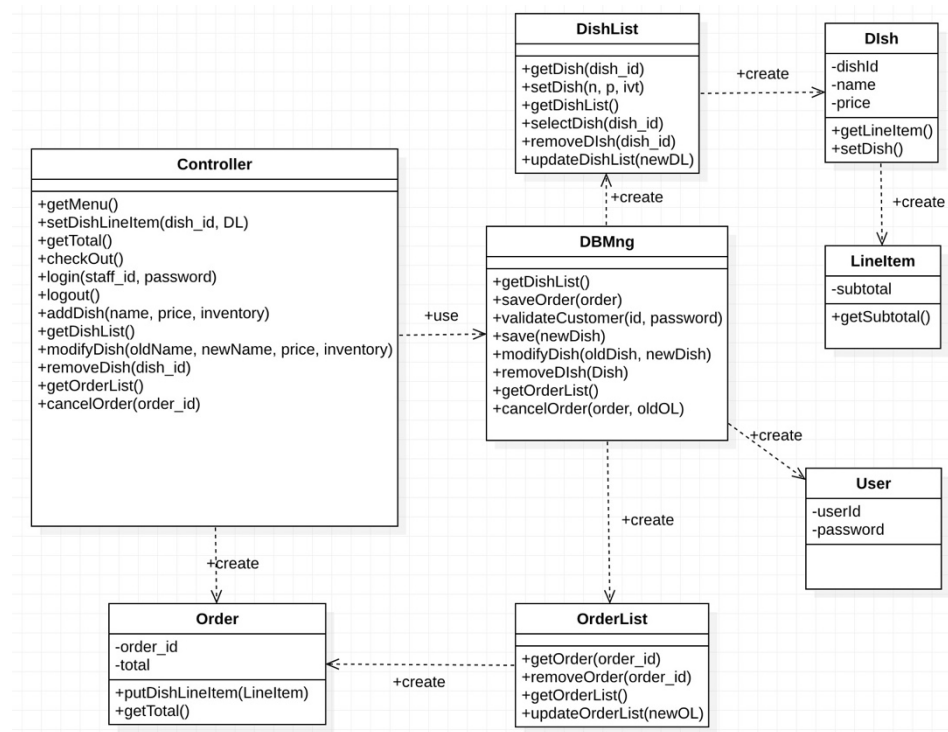 DishList
+getDish(dish_id)
+setDish(n, p, ivt)
+getDishList()
+selectDish(dish_id)
+removeDIsh(dish_id)
+updateDishList(newDL)
+create
DIsh
-dishId
-name
-price
+getLineItem()
+setDish()
Controller
+getMenu()
+setDishLineItem(dish_id, DL)
+getTotal()
+checkOut()
+login(staff_id, password)
+logout()
+addDish(name, price, inventory)
+getDishList()
+modifyDish(oldName, newName, price, inventory)
+removeDish(dish_id)
+getOrderList()
+cancelOrder(order_id)
+use
+create
DBMng
+getDishList()
+saveOrder(order)
+validateCustomer(id, password)
+save(newDish)
+modifyDish(oldDish, newDish)
+removeDIsh(Dish)
+getOrderList()
+cancelOrder(order, oldOL)
+create
LineItem
-subtotal
+getSubtotal()
+create
User
-userId
-password
+create
+create
Order
-order_id
-total
+putDishLineItem(LineItem)
+getTotal()
+create
OrderList
+getOrder(order_id)
+removeOrder(order_id)
+getOrderList()
+updateOrderList(newOL)